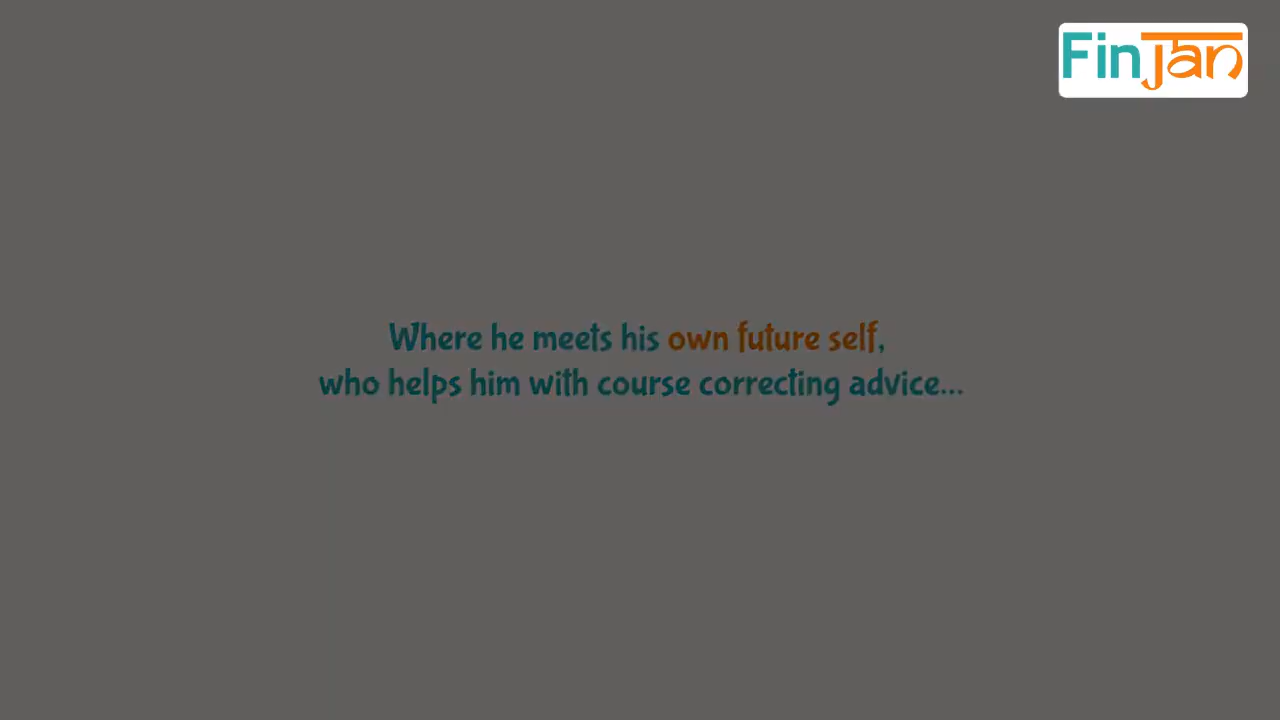 FinJan
Where he meets his own future self,
who helps him with course correcting advice...